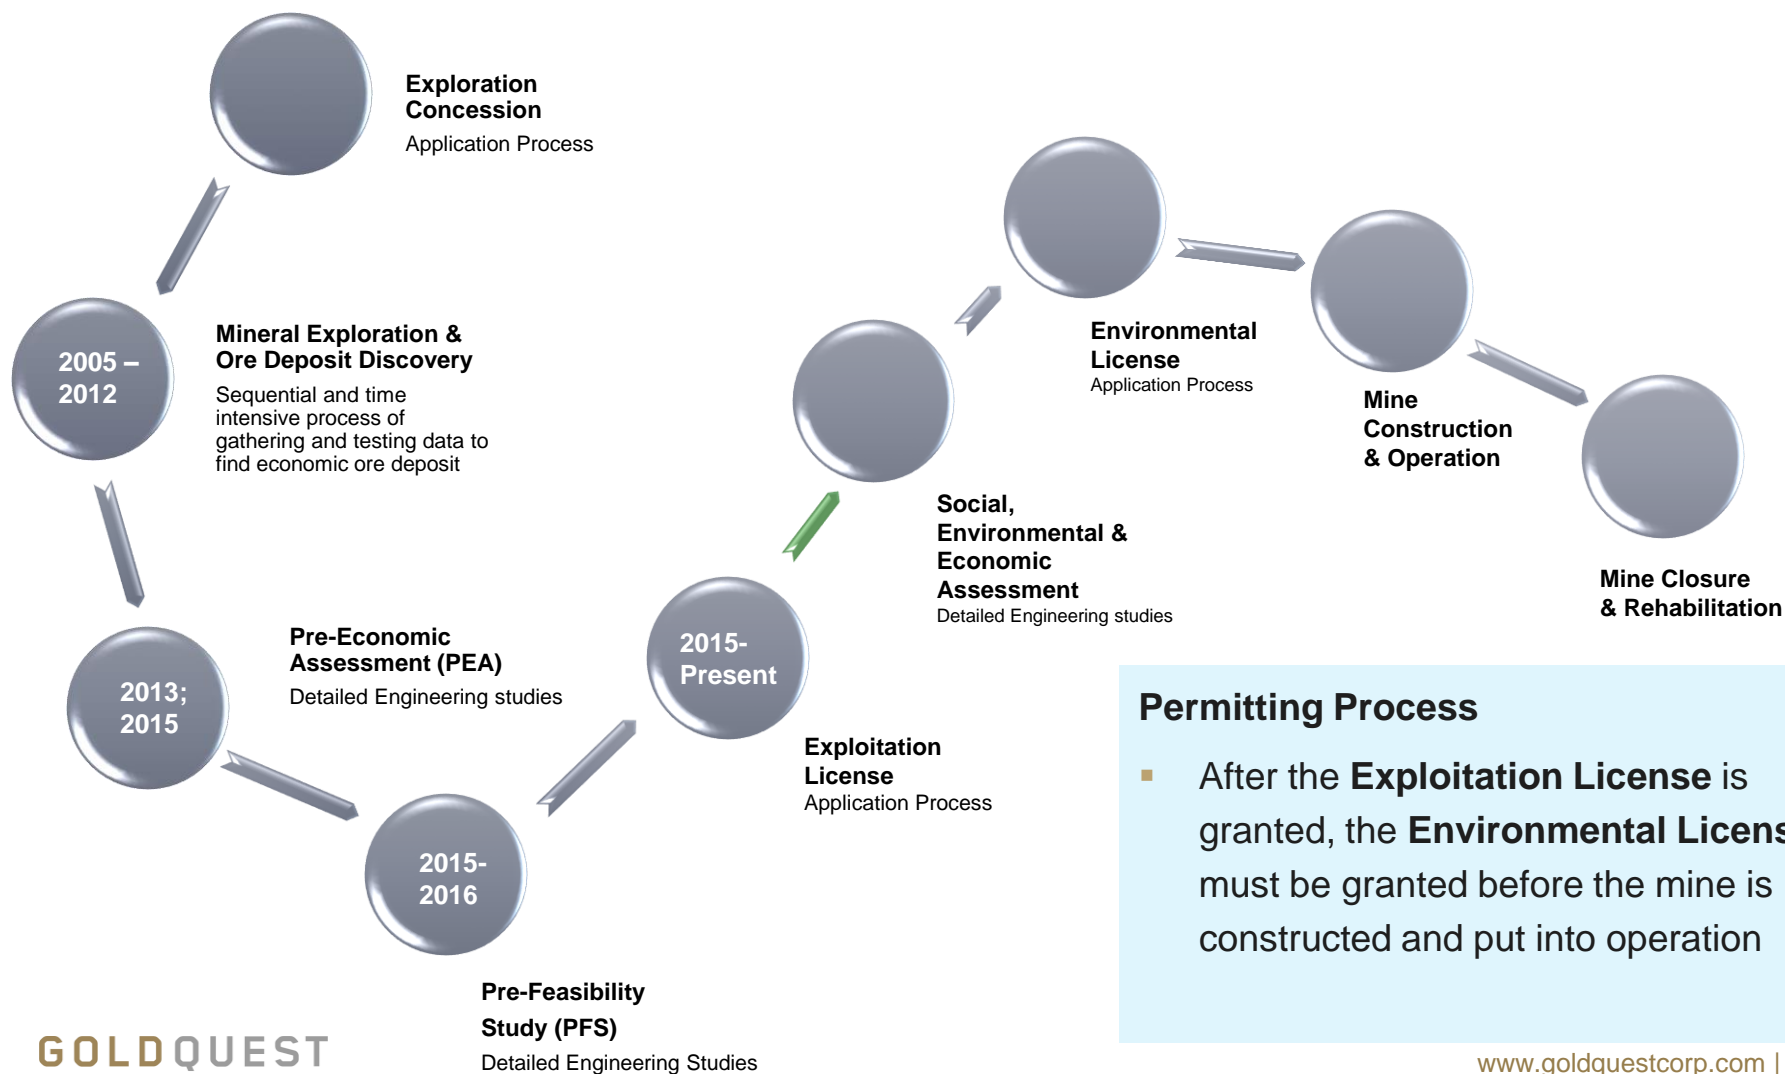 Exploration
Concession
Application Process
2005 –
2012
Mineral Exploration &
Ore Deposit Discovery
Sequential and time
intensive process of
gathering and testing data to
find economic ore deposit
2013;
2015
Pre-Economic
Assessment (PEA)
Detailed Engineering studies
2015-
2016
Pre-Feasibility
Study (PFS)
Detailed Engineering Studies
2015-
Present
Exploitation
License
Application Process
Social,
Environmental &
Economic
Assessment
Detailed Engineering studies
Environmental
License
Application Process
Mine
Construction
& Operation
Mine Closure
& Rehabilitation
Permitting Process
▪ After the Exploitation License is
granted, the Environmental
must be granted before the mine is
constructed and put into operation
GOLDQUEST
www.goldquestcorp.com |